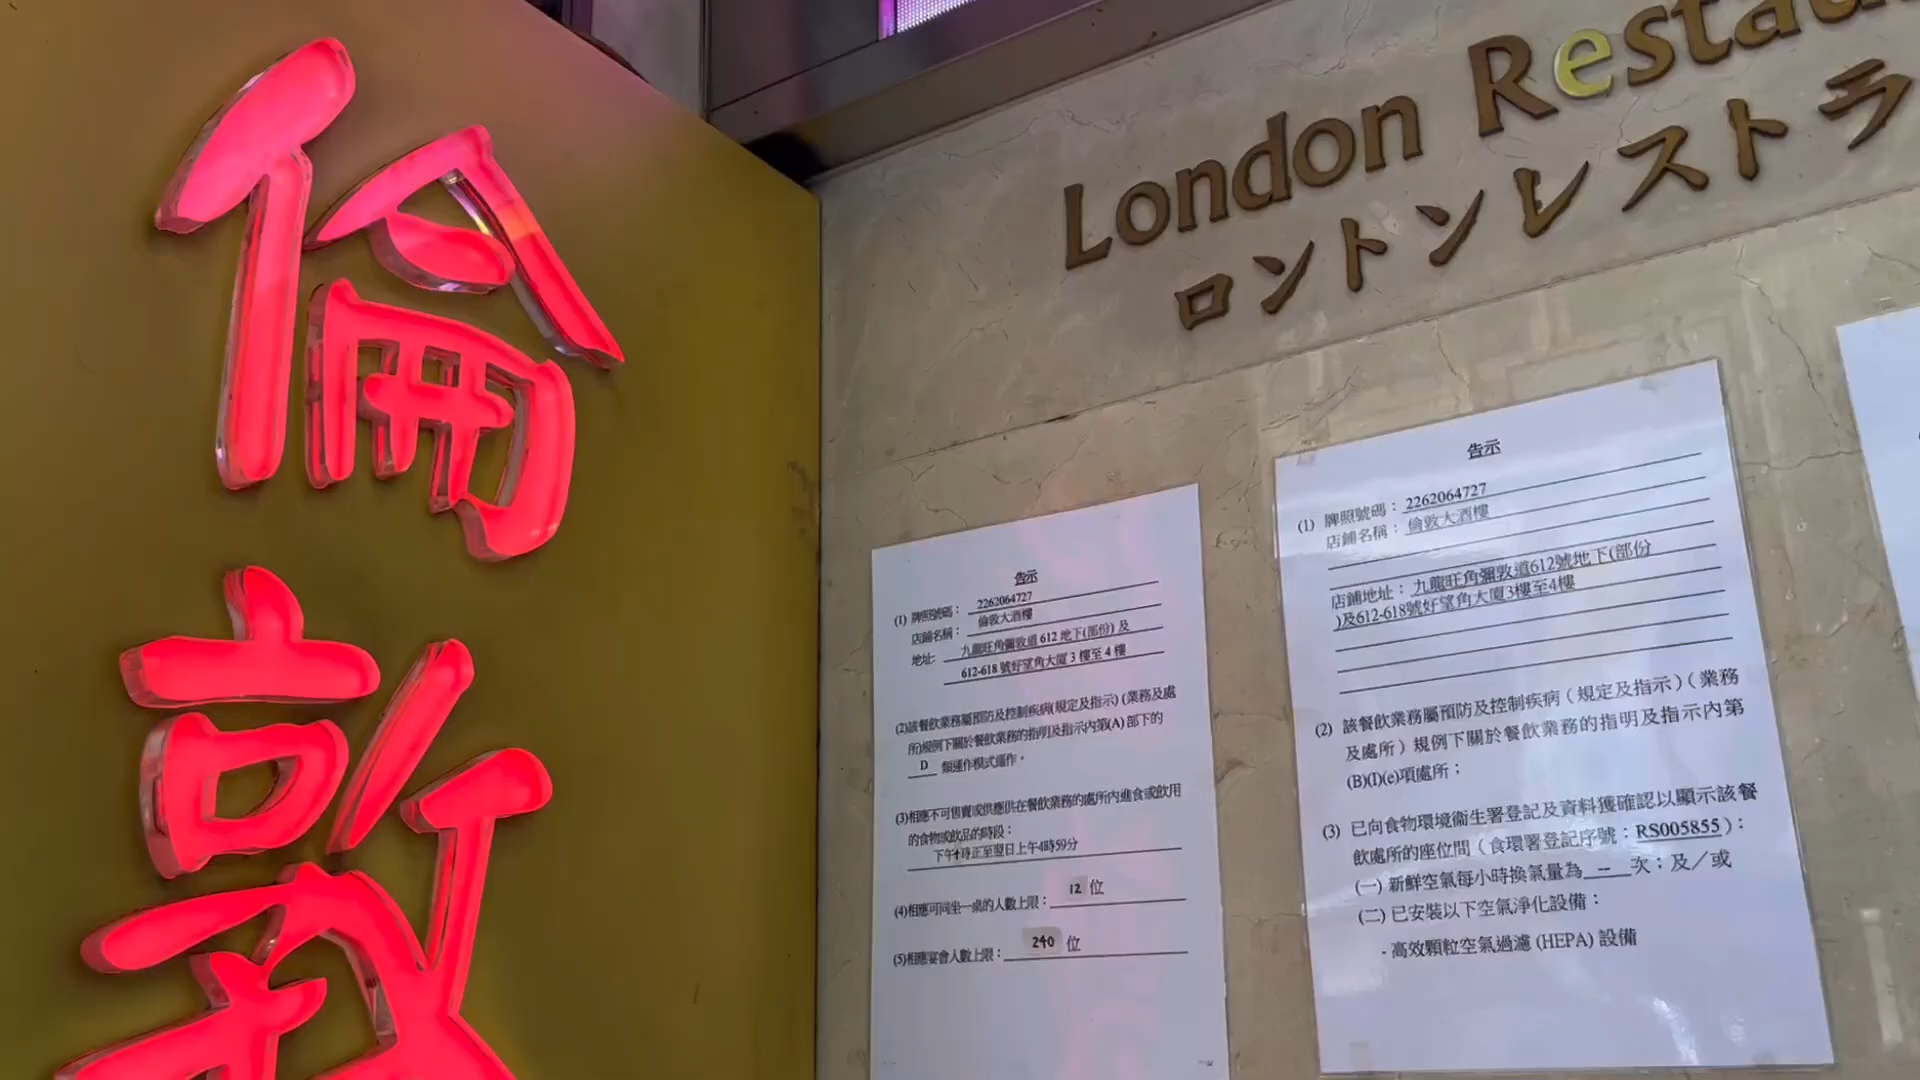 倫敦
London Restau
ロンドンレストラ
告示
(1) 牌照號碼： 2262064727
店鋪名稱： 倫敦大酒樓
地址: 九龍旺角彌敦道 612 地下(部份) 及
612-618 號好望角大廈 3 樓至 4 樓
(2)該餐飲業務屬預防及控制疾病(規定及指示) (業務及處
所)規例下關於餐飲業務的指明及指示內第(A) 部下的
D 類運作模式運作。
(3)相應不可售賣或供應供在餐飲業務的處所內進食或飲用
的食物或飲品的時段：
下午 時正至翌日上午4時59分
(4)相應可同坐一桌的人數上限： 12 位
(5)相應宴會人數上限： 240 位
告示
(1) 牌照號碼： 2262064727
店鋪名稱： 倫敦大酒樓
店鋪地址： 九龍旺角彌敦道612號地下(部份
)及612-618號好望角大廈3樓至4樓
(2) 該餐飲業務屬預防及控制疾病（規定及指示）（業務
及處所）規例下關於餐飲業務的指明及指示內第
(B)(I)(e)項處所；
(3) 已向食物環境衞生署登記及資料獲確認以顯示該餐
飲處所的座位間（食環署登記序號：RS005855）：
(一) 新鮮空氣每小時換氣量為 -- 次；及／或
(二) 已安裝以下空氣淨化設備：
- 高效顆粒空氣過濾 (HEPA) 設備